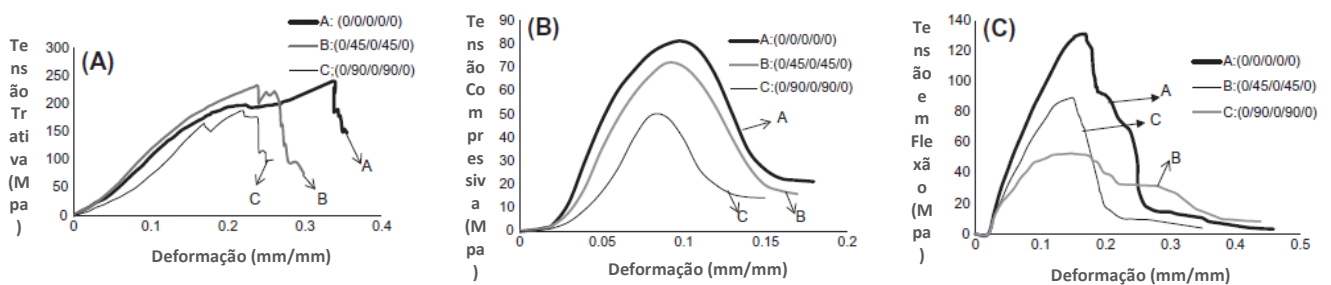 Te
ns
ão
Tr
ati
va
(M
pa
)
(A)
300
250
200
150
100
50
0
A: (0/0/0/0/0)
B:(0/45/0/45/0)
C:(0/90/0/90/0)
A
C
B
0
0.1
0.2
0.3
0.4
Deformação (mm/mm)
Te
ns
ão
Co
m
pr
es
siv
a
(M
pa
)
(B)
90
80
70
60
50
40
30
20
10
0
A:(0/0/0/0/0)
B:(0/45/0/45/0)
C:(0/90/0/90/0)
A
C
B
0
0.05
0.1
0.15
0.2
Deformação (mm/mm)
Te
ns
ão
e
m
Fle
xã
o
(M
pa
)
(C)
140
120
100
80
60
40
20
0
A:(0/0/0/0/0)
B:(0/45/0/45/0)
C:(0/90/0/90/0)
A
C
B
0
0.1
0.2
0.3
0.4
0.5
Deformação (mm/mm)